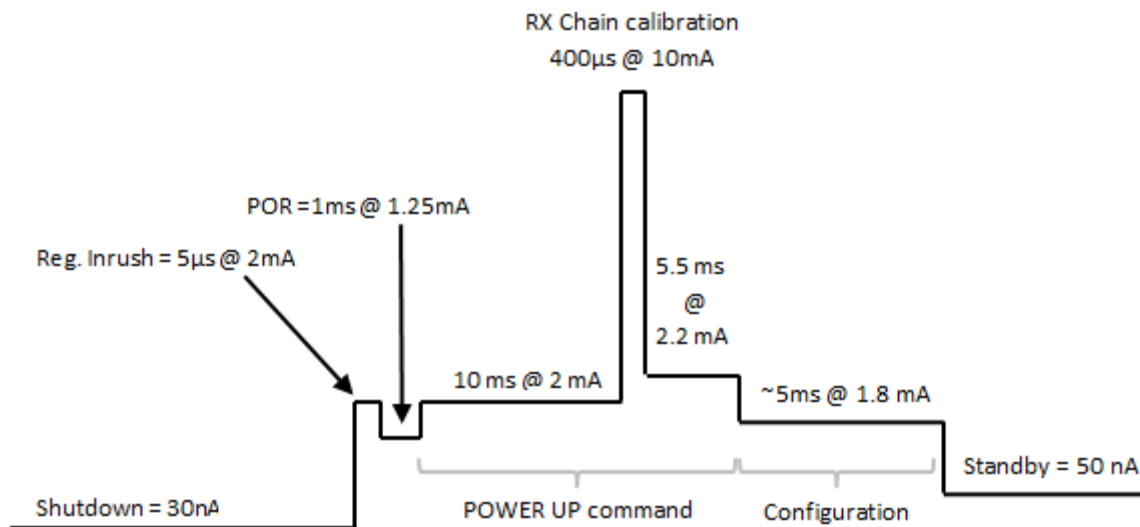 RX Chain calibration
400µs @ 10mA
POR =1ms @ 1.25mA
Reg. Inrush = 5µs @ 2mA
5.5 ms
@
2.2 mA
10 ms @ 2 mA
~5ms @ 1.8 mA
Standby = 50 nA
Shutdown = 30nA
POWER UP command
Configuration